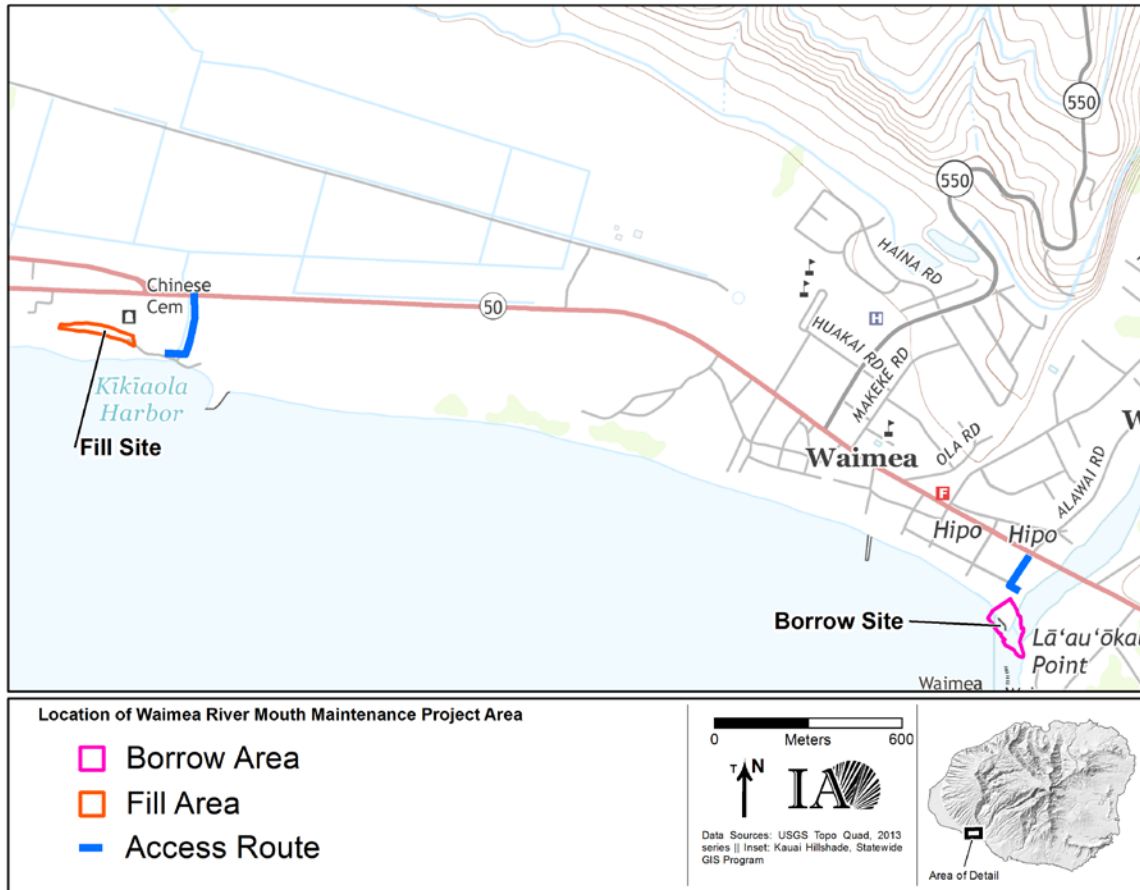 550
550
HAINA RD
Chinese
Cem
50
HUAKAI RD
H
MAKEKE RD
Kīkīaola
Harbor
Fill Site
Waimea
OLA RD
W
ALAWAI RD
F
Hipo
Hipo
Borrow Site
Lāʻauʻōkal
Point
Waimea
Location of Waimea River Mouth Maintenance Project Area
Borrow Area
Fill Area
Access Route
0 Meters 600
T N
IA
Data Sources: USGS Topo Quad, 2013
series || Inset: Kauai Hillshade, Statewide
GIS Program
Area of Detail